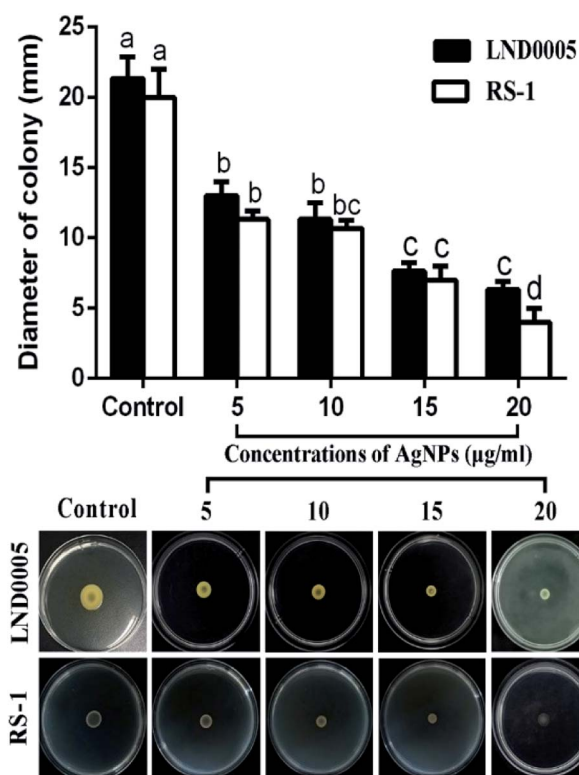 25
20
15
10
5
0
Diameter of colony (mm)
a a
b b
b bc
c c
c d
LND0005
RS-1
Control 5 10 15 20
Concentrations of AgNPs (μg/ml)
Control 5 10 15 20
LND0005
RS-1